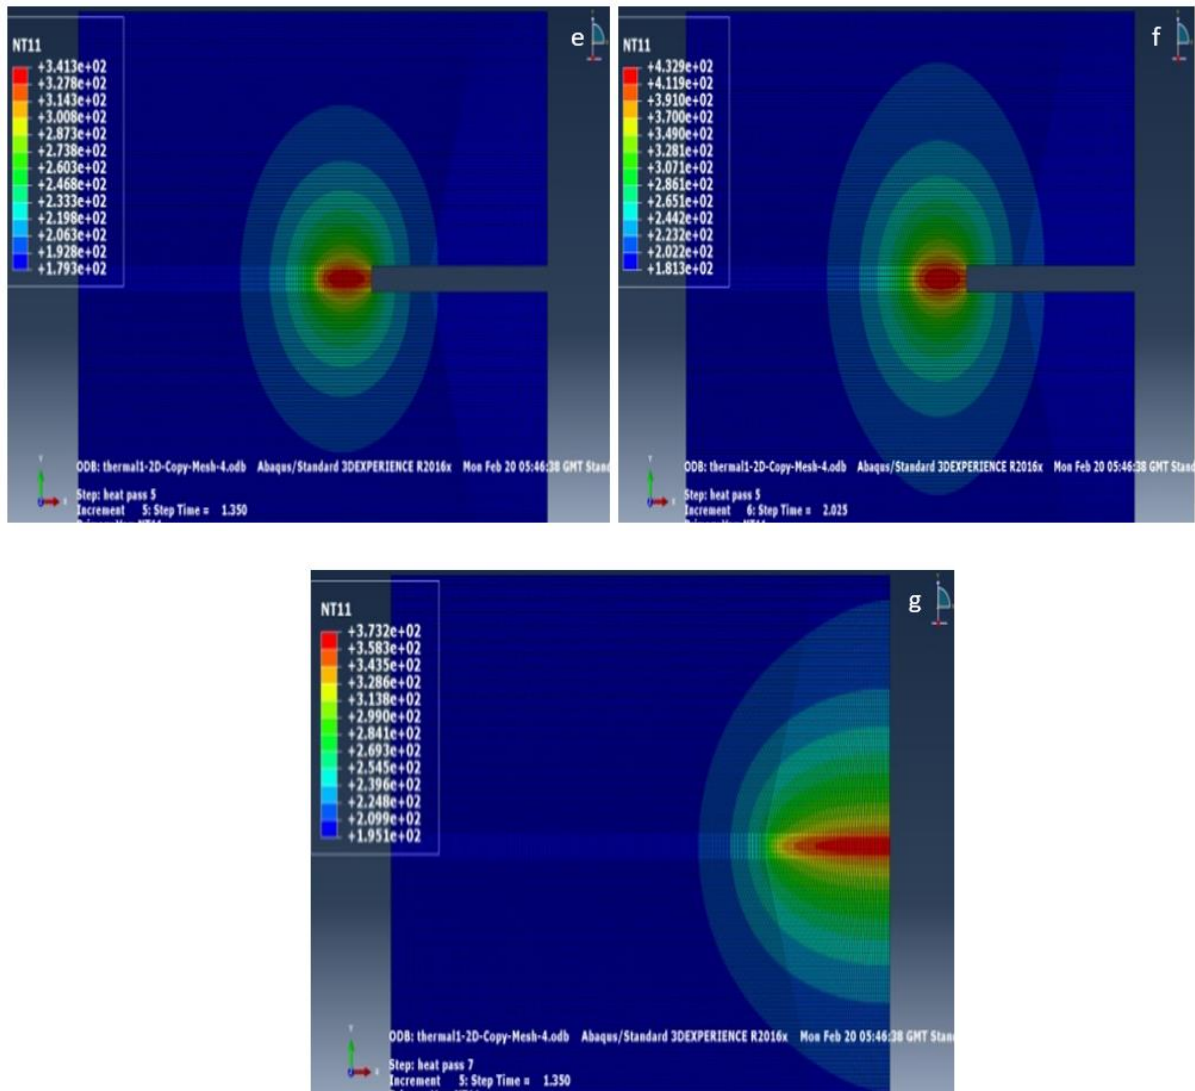 e
NT11
+3.413e+02
+3.278e+02
+3.143e+02
+3.008e+02
+2.873e+02
+2.738e+02
+2.603e+02
+2.468e+02
+2.333e+02
+2.198e+02
+2.063e+02
+1.928e+02
+1.793e+02
ODB: thermal1-2D-Copy-Mesh-4.odb Abaqus/Standard 3DEXPERIENCE R2016x Mon Feb 20 05:46:38 GMT Stand
Step: heat pass 5
Increment 5: Step Time = 1.350
f
NT11
+4.329e+02
+4.119e+02
+3.910e+02
+3.700e+02
+3.490e+02
+3.281e+02
+3.071e+02
+2.861e+02
+2.651e+02
+2.442e+02
+2.232e+02
+2.022e+02
+1.813e+02
ODB: thermal1-2D-Copy-Mesh-4.odb Abaqus/Standard 3DEXPERIENCE R2016x Mon Feb 20 05:46:38 GMT Stand
Step: heat pass 5
Increment 6: Step Time = 2.025
g
NT11
+3.732e+02
+3.583e+02
+3.435e+02
+3.286e+02
+3.138e+02
+2.990e+02
+2.841e+02
+2.693e+02
+2.545e+02
+2.396e+02
+2.248e+02
+2.099e+02
+1.951e+02
ODB: thermal1-2D-Copy-Mesh-4.odb Abaqus/Standard 3DEXPERIENCE R2016x Mon Feb 20 05:46:38 GMT Stan
Step: heat pass 7
Increment 5: Step Time = 1.350